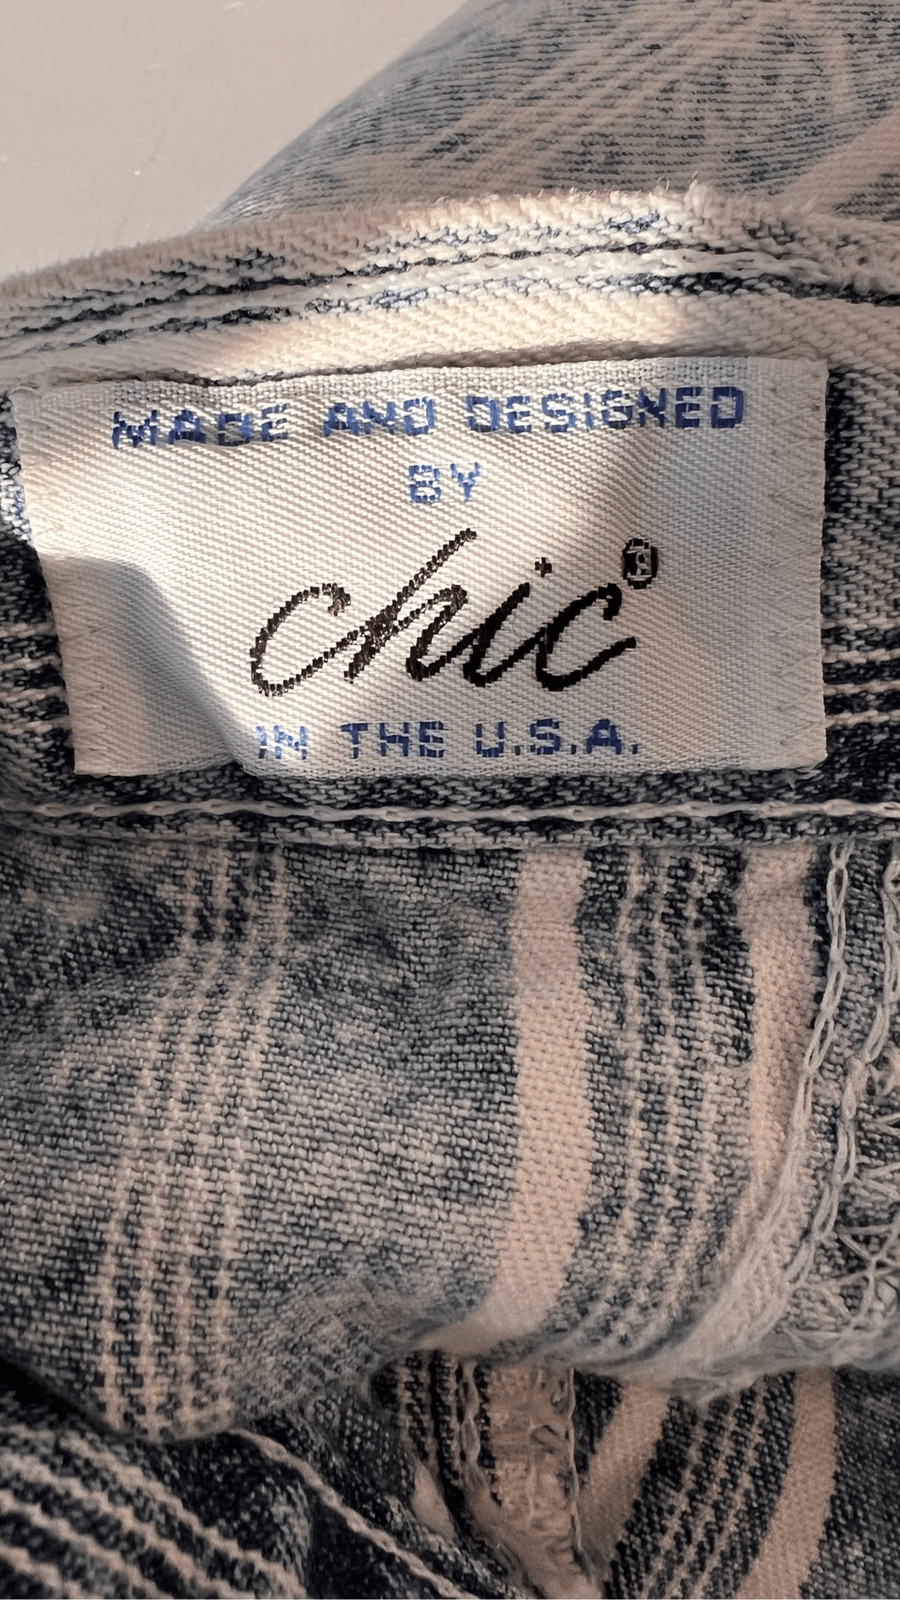 MADE AND DESIGNED
BY
chic®
IN THE U.S.A.